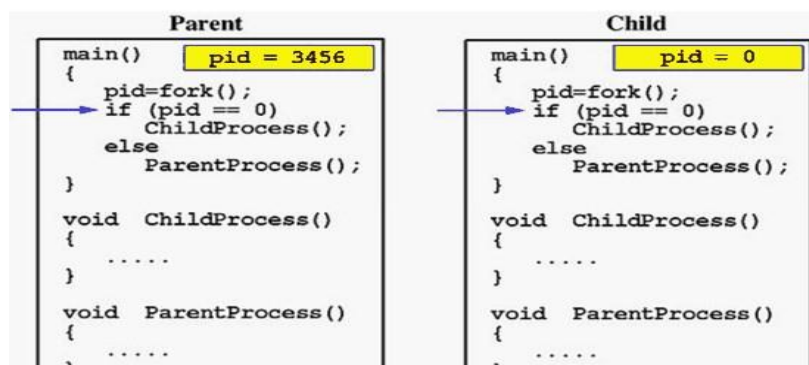 Parent
main() pid = 3456
{
pid=fork();
if (pid == 0)
ChildProcess();
else
ParentProcess();
}
void ChildProcess()
{
.....
}
void ParentProcess()
{
.....
}
Child
main() pid = 0
{
pid=fork();
if (pid == 0)
ChildProcess();
else
ParentProcess();
}
void ChildProcess()
{
.....
}
void ParentProcess()
{
.....